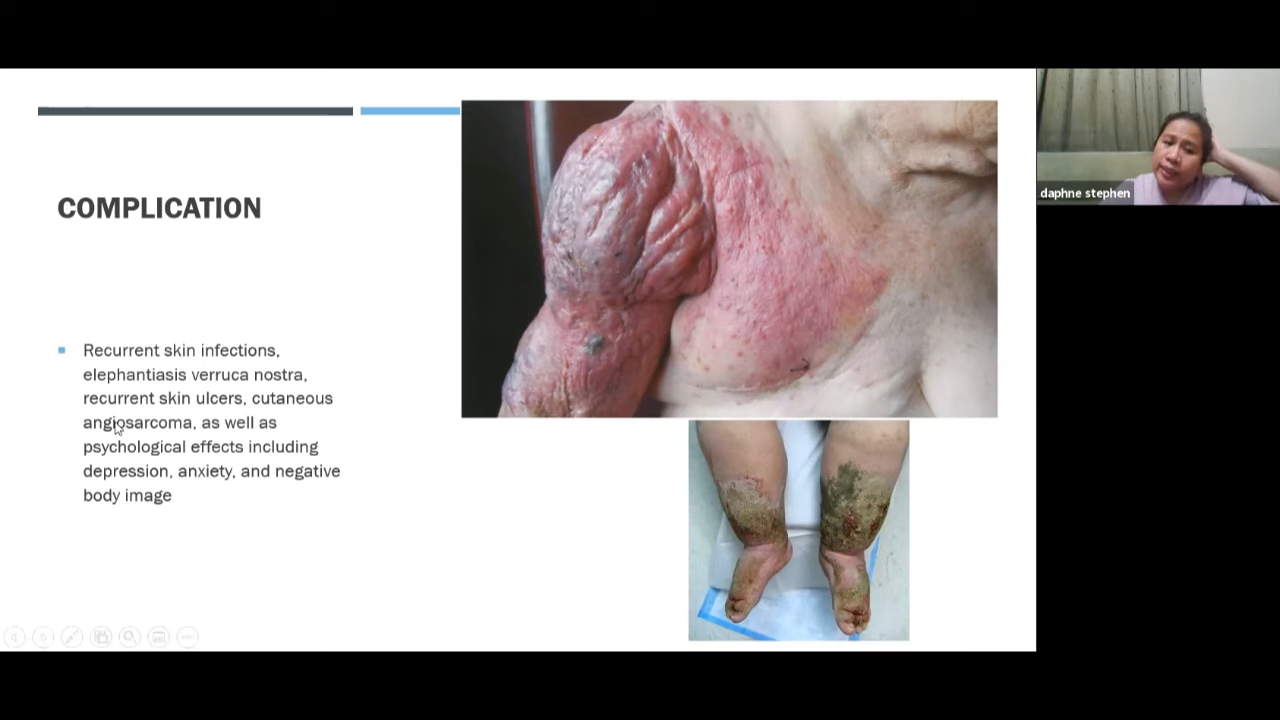 COMPLICATION
Recurrent skin infections,
elephantiasis verruca nostra,
recurrent skin ulcers, cutaneous
angiosarcoma, as well as
psychological effects including
depression, anxiety, and negative
body image
daphne stephen